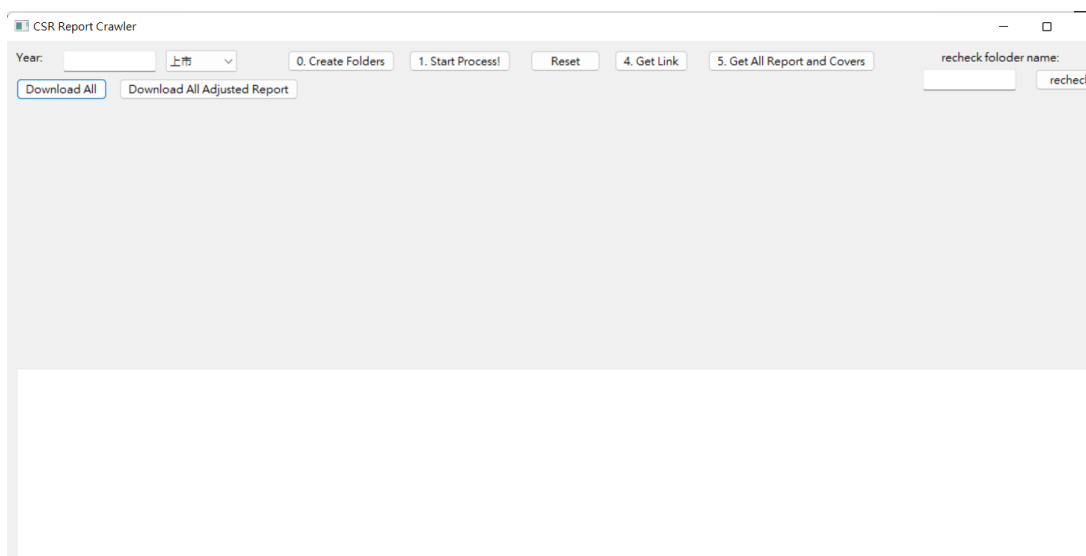 CSR Report Crawler
Year: 上市 0. Create Folders 1. Start Process! Reset 4. Get Link 5. Get All Report and Covers recheck foloder name:
Download All Download All Adjusted Report recheck